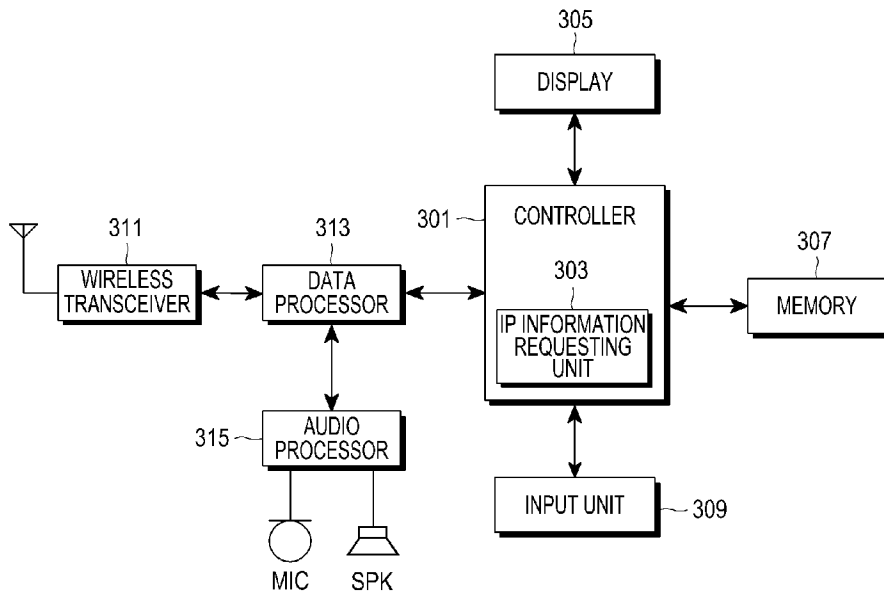 305
DISPLAY
301
CONTROLLER
311
WIRELESS
TRANSCEIVER
313
DATA
PROCESSOR
303
IP INFORMATION
REQUESTING
UNIT
307
MEMORY
315
AUDIO
PROCESSOR
INPUT UNIT
309
MIC
SPK